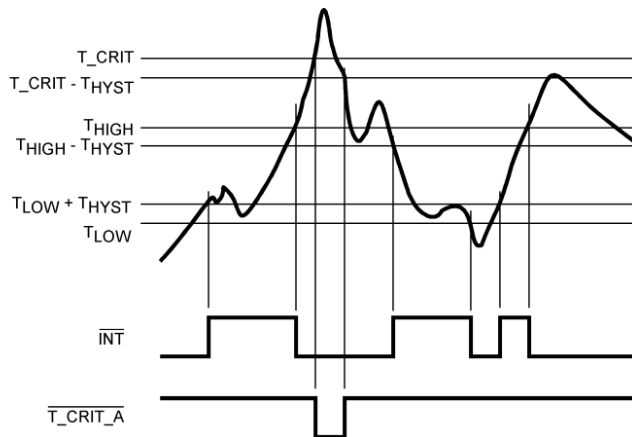 T_CRIT
T_CRIT - THYST
THIGH
THIGH - THYST
TLOW + THYST
TLOW
INT
T_CRIT_A